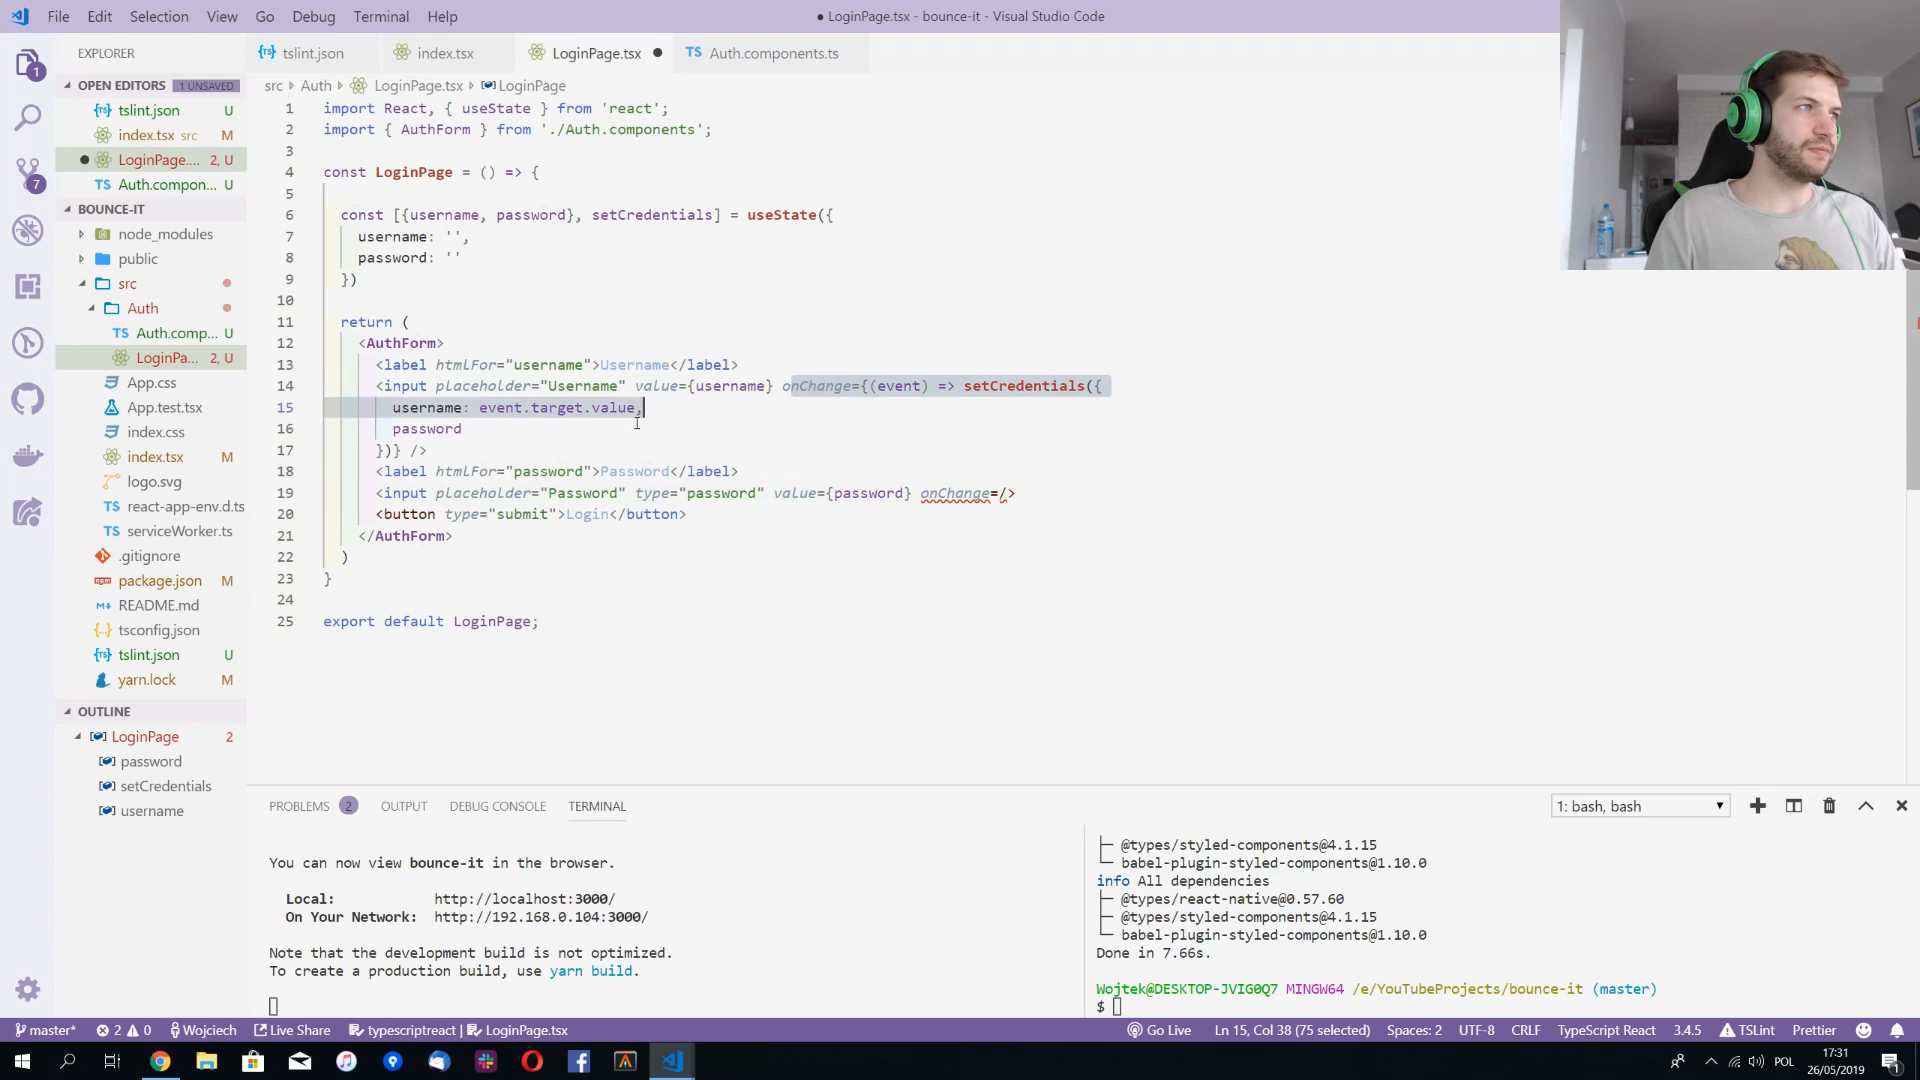 File Edit Selection View Go Debug Terminal Help
● LoginPage.tsx - bounce-it - Visual Studio Code
EXPLORER
OPEN EDITORS 1 UNSAVED
tslint.json U
index.tsx src M
LoginPage.... 2, U
TS Auth.compon... U
BOUNCE-IT
node_modules
public
src
Auth
TS Auth.comp... U
LoginPa... 2, U
App.css
App.test.tsx
index.css
index.tsx M
logo.svg
react-app-env.d.ts
TS serviceWorker.ts
.gitignore
package.json M
README.md
tsconfig.json
tslint.json U
yarn.lock M
OUTLINE
LoginPage 2
password
setCredentials
username
1
7
tslint.json index.tsx LoginPage.tsx ● TS Auth.components.ts
src Auth LoginPage.tsx LoginPage
1 import React, { useState } from 'react';
2 import { AuthForm } from './Auth.components';
3
4 const LoginPage = () => {
5
6 const [{username, password}, setCredentials] = useState({
7 username: '',
8 password: ''
9 })
10
11 return (
12 <AuthForm>
13 <label htmlFor="username">Username</label>
14 <input placeholder="Username" value={username} onChange={(event) => setCredentials({
15 username: event.target.value,
16 password
17 })} />
18 <label htmlFor="password">Password</label>
19 <input placeholder="Password" type="password" value={password} onChange=/>
20 <button type="submit">Login</button>
21 </AuthForm>
22 )
23 }
24
25 export default LoginPage;
PROBLEMS 2 OUTPUT DEBUG CONSOLE TERMINAL
1: bash, bash
You can now view bounce-it in the browser.
Local: http://localhost:3000/
On Your Network: http://192.168.0.104:3000/
Note that the development build is not optimized.
To create a production build, use yarn build.
├─ @types/styled-components@4.1.15
└─ babel-plugin-styled-components@1.10.0
info All dependencies
├─ @types/react-native@0.57.60
├─ @types/styled-components@4.1.15
└─ babel-plugin-styled-components@1.10.0
Done in 7.66s.
Wojtek@DESKTOP-JVIG0Q7 MINGW64 /e/YouTubeProjects/bounce-it (master)
$
master* 2 0 Wojciech Live Share typescriptreact | LoginPage.tsx
Go Live Ln 15, Col 38 (75 selected) Spaces: 2 UTF-8 CRLF TypeScript React 3.4.5 TSLint Prettier
POL
17:31
26/05/2019
1